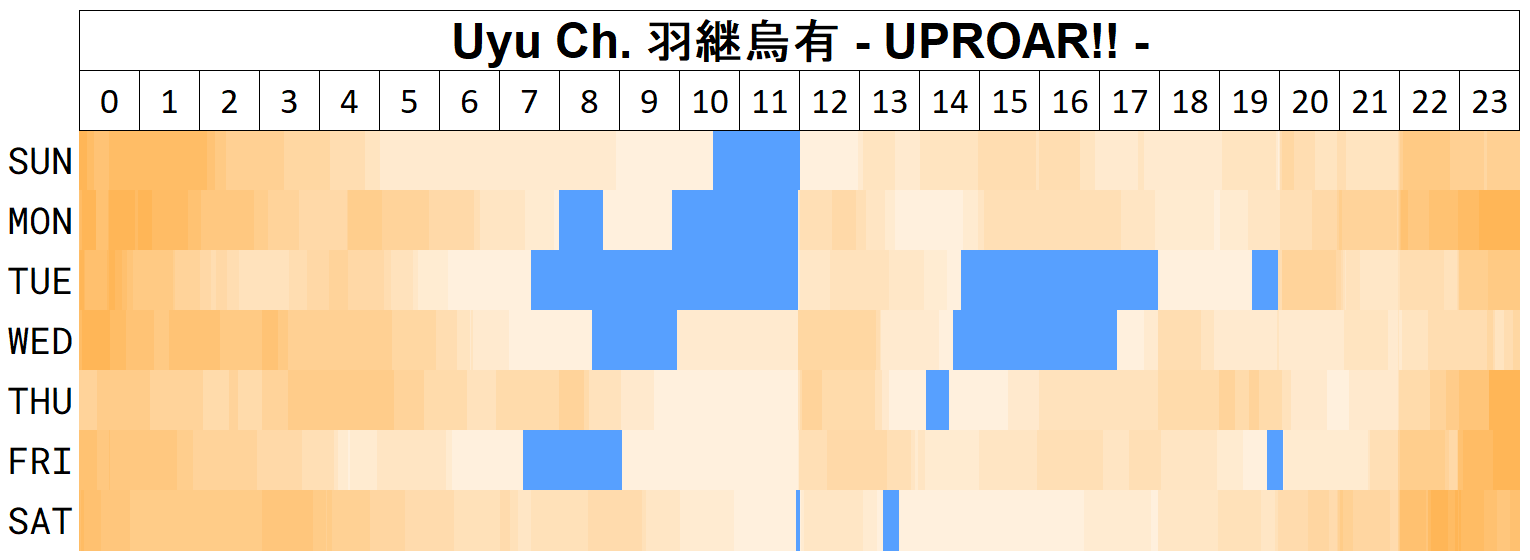 Uyu Ch. 羽継烏有 - UPROAR!! -
0 1 2 3 4 5 6 7 8 9 10 11 12 13 14 15 16 17 18 19 20 21 22 23
SUN
MON
TUE
WED
THU
FRI
SAT